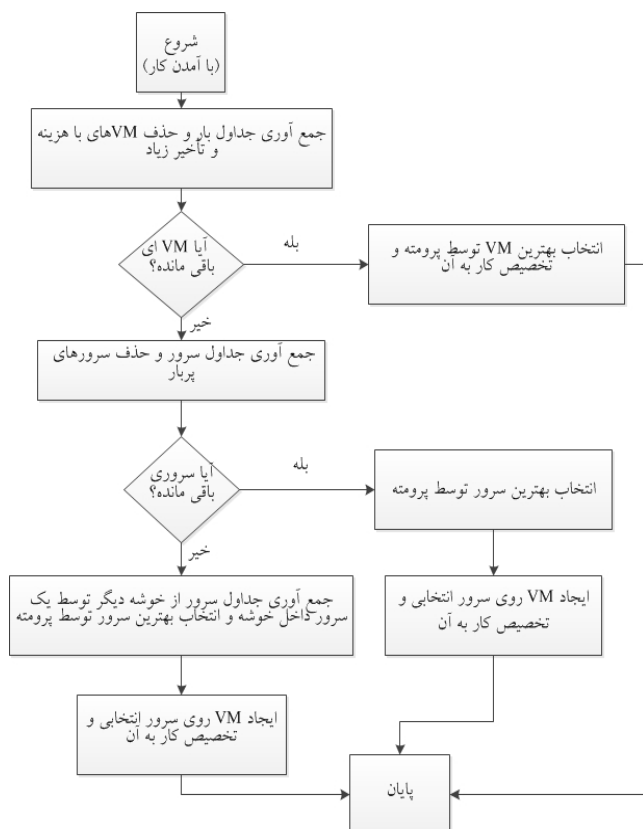 شروع
(با آمدن کار)
جمع آوری جداول بار و حذف VMهای با هزینه
و تأخیر زیاد
آیا VM ای
باقی مانده؟
بله
انتخاب بهترین VM توسط پرومته و
تخصیص کار به آن
خیر
جمع آوری جداول سرور و حذف سرورهای
پربار
آیا سروری
باقی مانده؟
بله
انتخاب بهترین سرور توسط پرومته
خیر
جمع آوری جداول سرور از خوشه دیگر توسط یک
سرور داخل خوشه و انتخاب بهترین سرور توسط پرومته
ایجاد VM روی سرور انتخابی و
تخصیص کار به آن
ایجاد VM روی سرور انتخابی و
تخصیص کار به آن
پایان